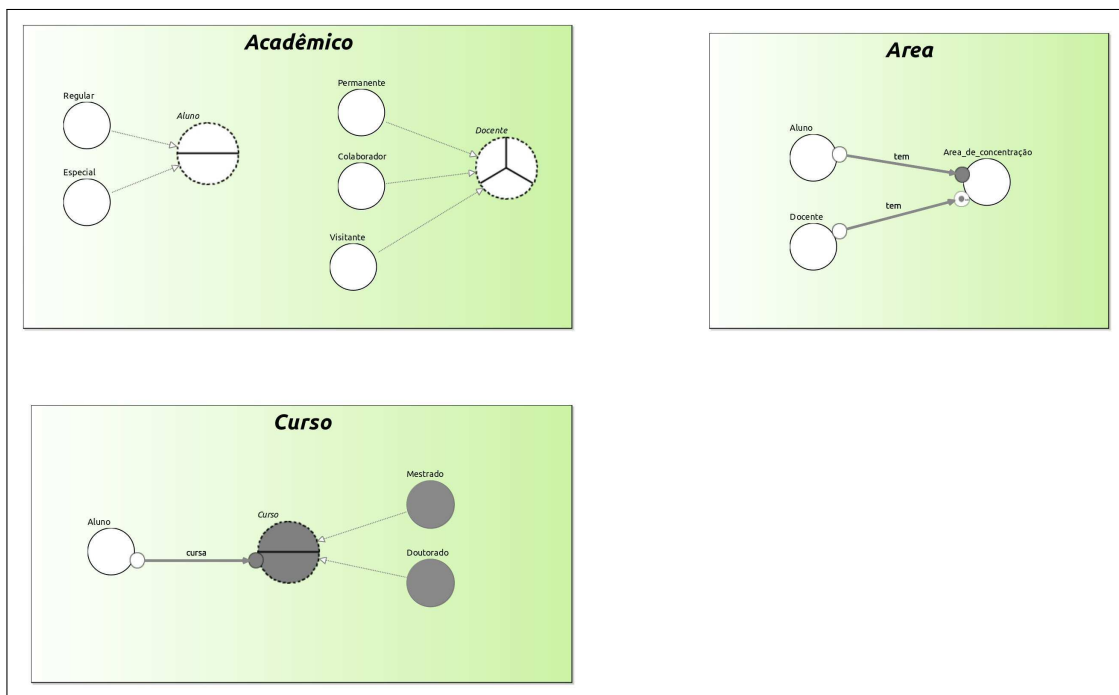 Acadêmico
Regular
Aluno
Especial
Permanente
Colaborador
Visitante
Docente
Area
Aluno
tem
Area_de_concentração
tem
Docente
Curso
Aluno
cursa
Curso
Mestrado
Doutorado